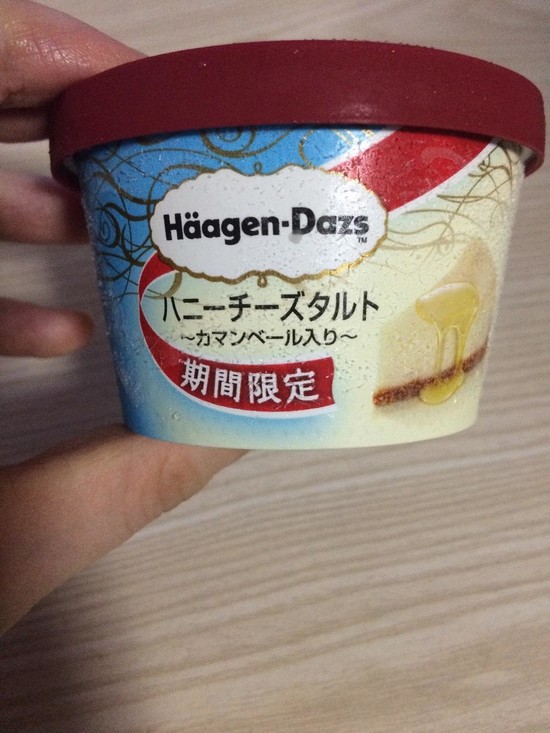 Häagen-Dazs
TM
ハニーチーズタルト
～カマンベール入り～
期間限定